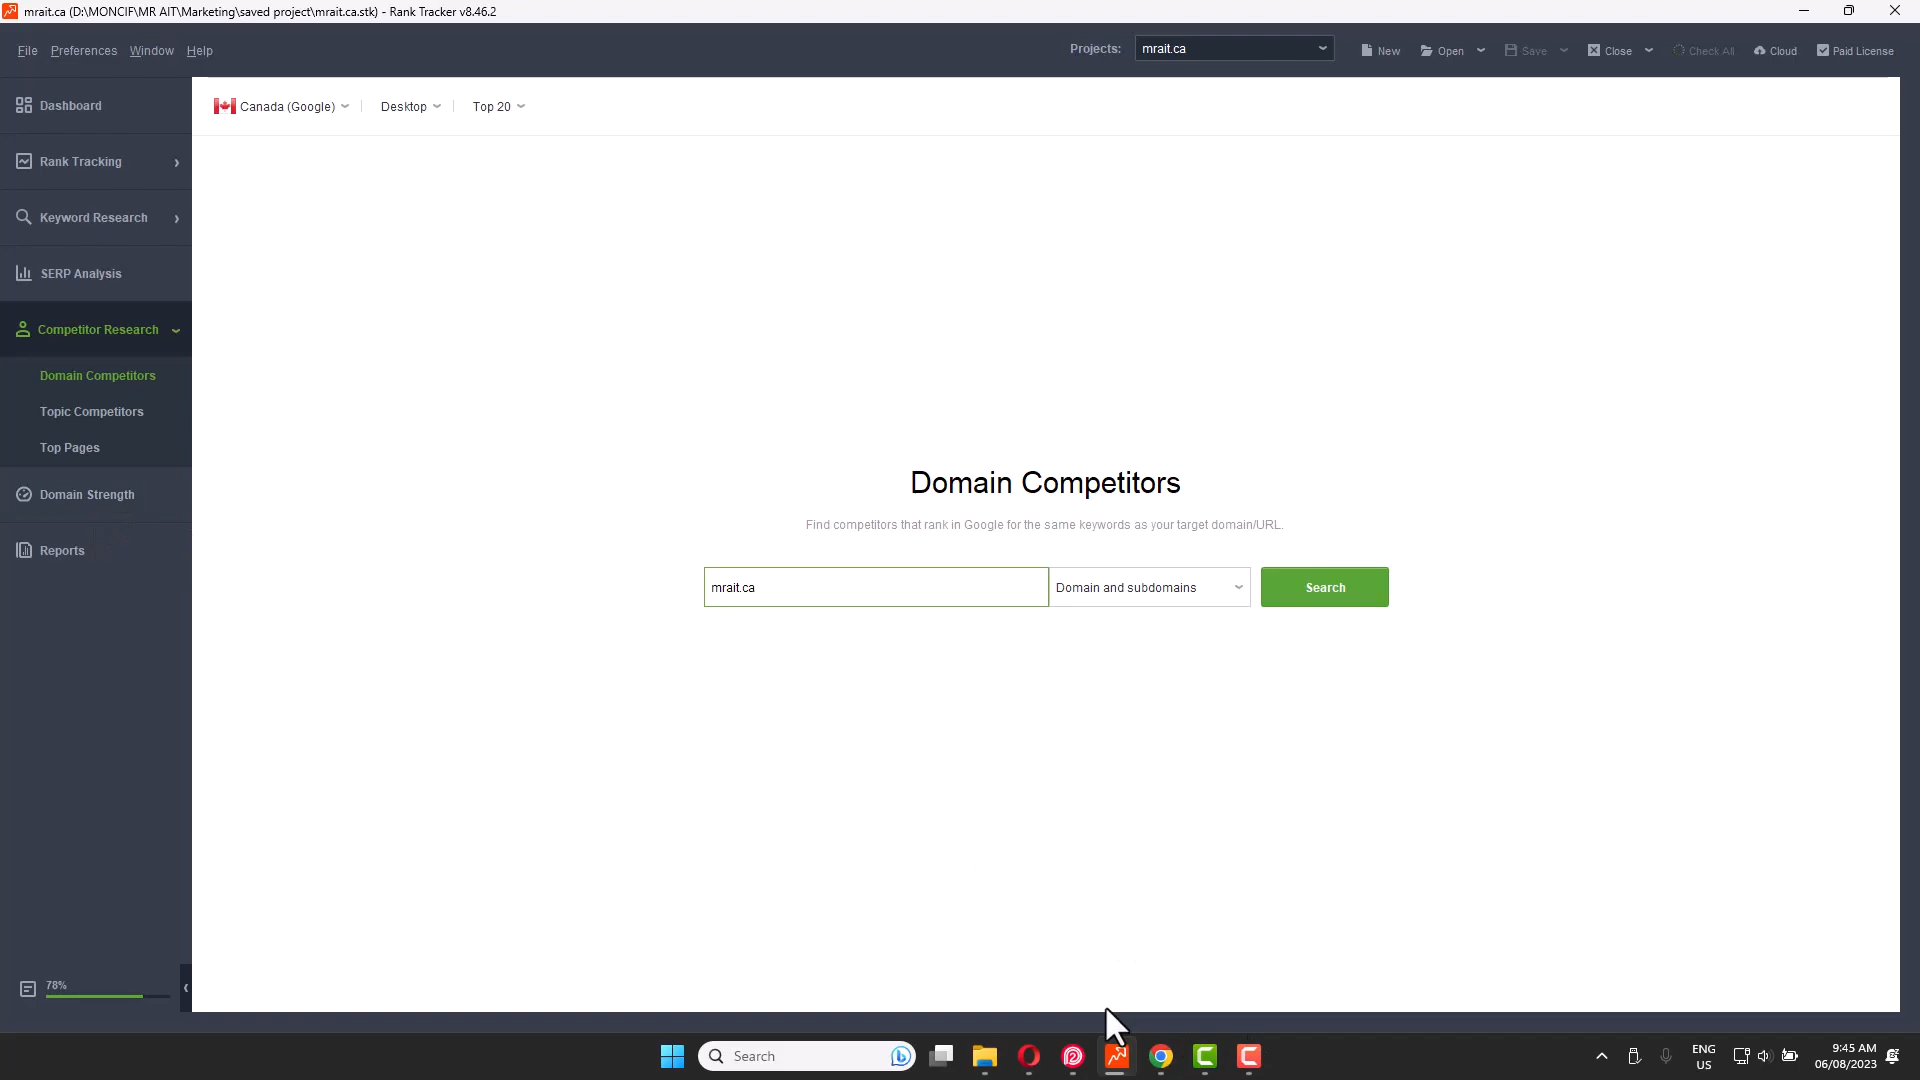 mrait.ca (D:\MONCIF\MR AIT\Marketing\saved project\mrait.ca.stk) - Rank Tracker v8.46.2
File Preferences Window Help
Projects: mrait.ca New Open Save Close Check All Cloud Paid License
Canada (Google) Desktop Top 20
Dashboard
Rank Tracking
Keyword Research
SERP Analysis
Competitor Research
Domain Competitors
Topic Competitors
Top Pages
Domain Strength
Reports
Domain Competitors
Find competitors that rank in Google for the same keywords as your target domain/URL.
mrait.ca Domain and subdomains Search
78%
Search
ENG
US
9:45 AM
06/08/2023